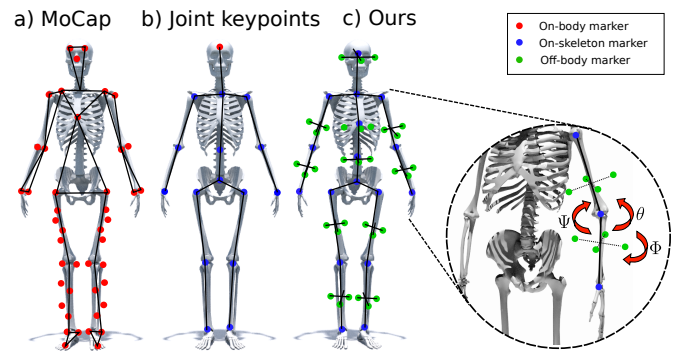 a) MoCap
b) Joint keypoints
c) Ours
On-body marker
On-skeleton marker
Off-body marker
Ψ
θ
Φ